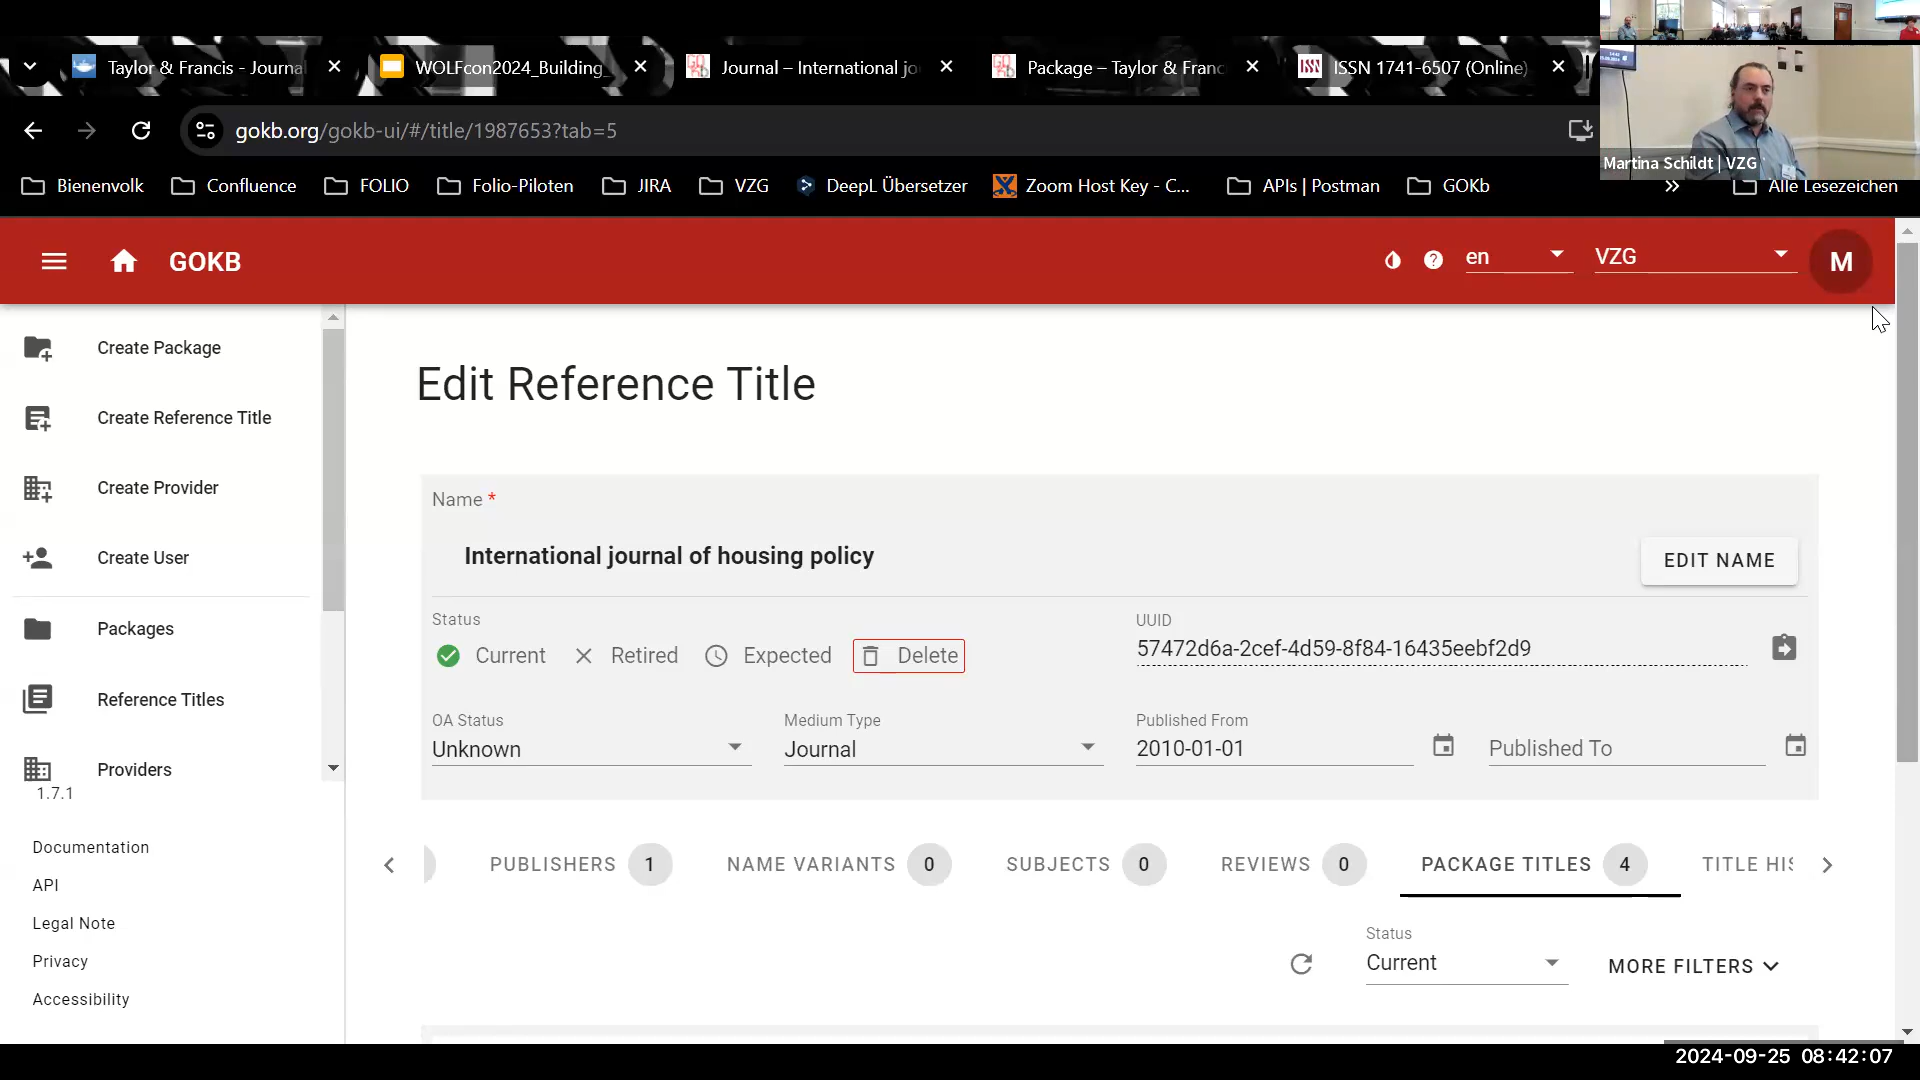 Taylor & Francis - Journal
WOLFcon2024_Building_
Journal – International jo
Package – Taylor & Franc
ISSN 1741-6507 (Online)
gokb.org/gokb-ui/#/title/1987653?tab=5
Martina Schildt | VZG
Bienenvolk
Confluence
FOLIO
Folio-Piloten
JIRA
VZG
DeepL Übersetzer
Zoom Host Key - C...
APIs | Postman
GOKb
»
Alle Lesezeichen
GOKB
en
VZG
M
Create Package
Create Reference Title
Create Provider
Create User
Packages
Reference Titles
Providers
1.7.1
Documentation
API
Legal Note
Privacy
Accessibility
Edit Reference Title
Name *
International journal of housing policy
EDIT NAME
Status
Current
Retired
Expected
Delete
UUID
57472d6a-2cef-4d59-8f84-16435eebf2d9
OA Status
Unknown
Medium Type
Journal
Published From
2010-01-01
Published To
PUBLISHERS 1
NAME VARIANTS 0
SUBJECTS 0
REVIEWS 0
PACKAGE TITLES 4
TITLE HIS
Status
Current
MORE FILTERS
2024-09-25 08:42:07